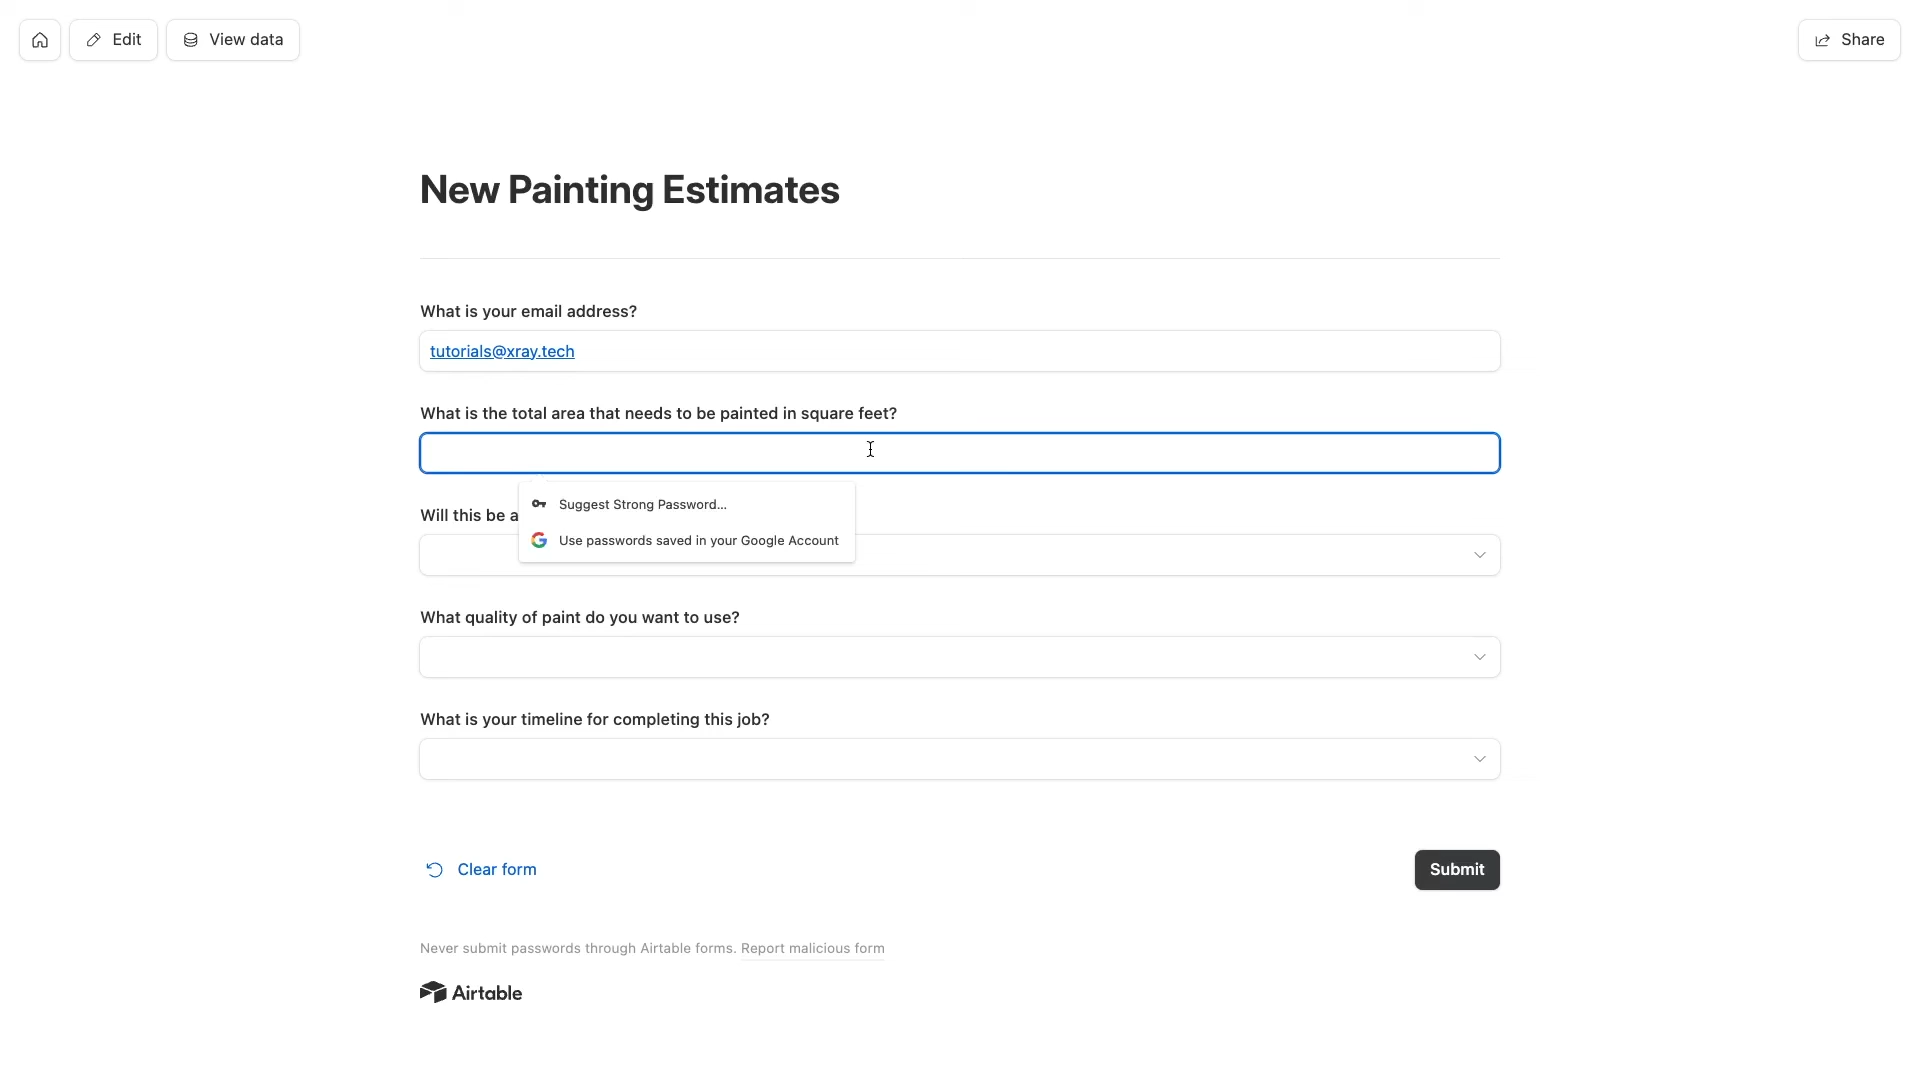 Edit
View data
Share
New Painting Estimates
What is your email address?
tutorials@xray.tech
What is the total area that needs to be painted in square feet?
Suggest Strong Password...
Will this be a
Use passwords saved in your Google Account
What quality of paint do you want to use?
What is your timeline for completing this job?
Clear form
Submit
Never submit passwords through Airtable forms. Report malicious form
Airtable